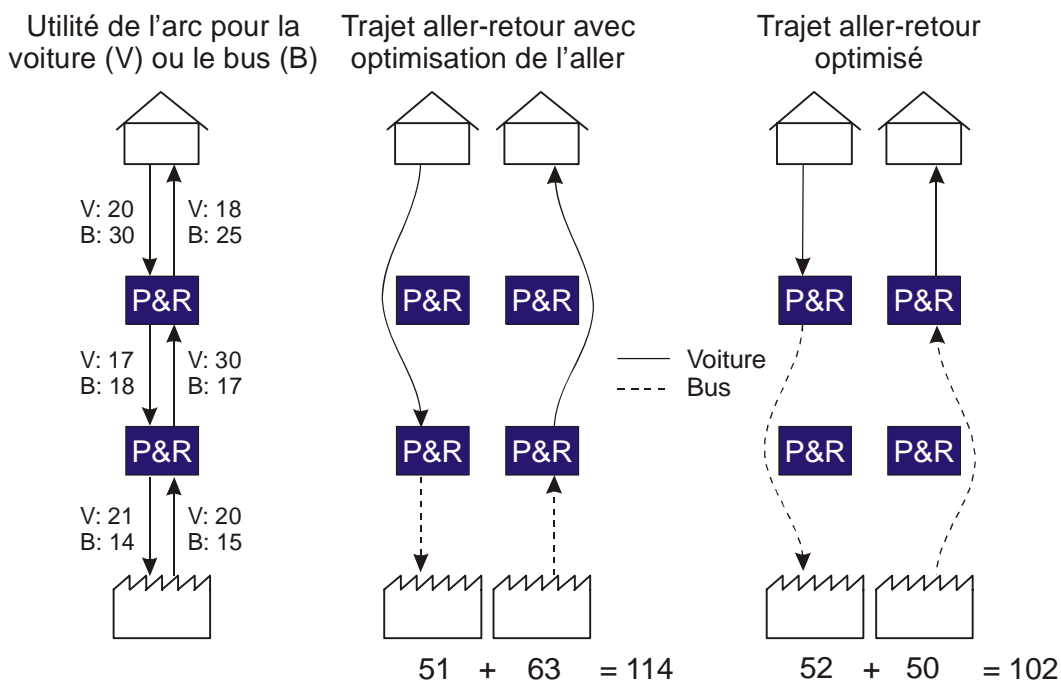 Utilité de l'arc pour la
voiture (V) ou le bus (B)
Trajet aller-retour avec
optimisation de l'aller
Trajet aller-retour
optimisé
V: 20
B: 30
V: 18
B: 25
P&R
P&R
P&R
P&R
P&R
V: 17
B: 18
V: 30
B: 17
Voiture
Bus
P&R
P&R
P&R
P&R
P&R
V: 21
B: 14
V: 20
B: 15
51 + 63 = 114
52 + 50 = 102